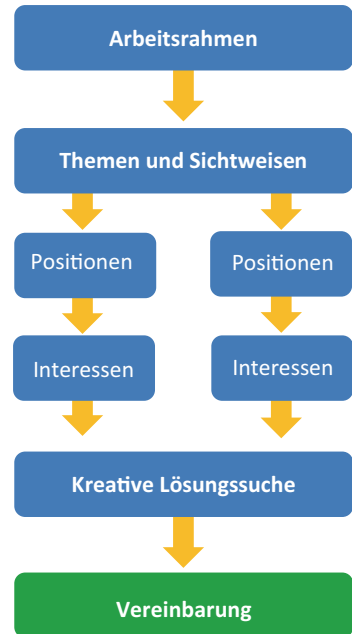 Arbeitsrahmen
Themen und Sichtweisen
Positionen
Positionen
Interessen
Interessen
Kreative Lösungssuche
Vereinbarung